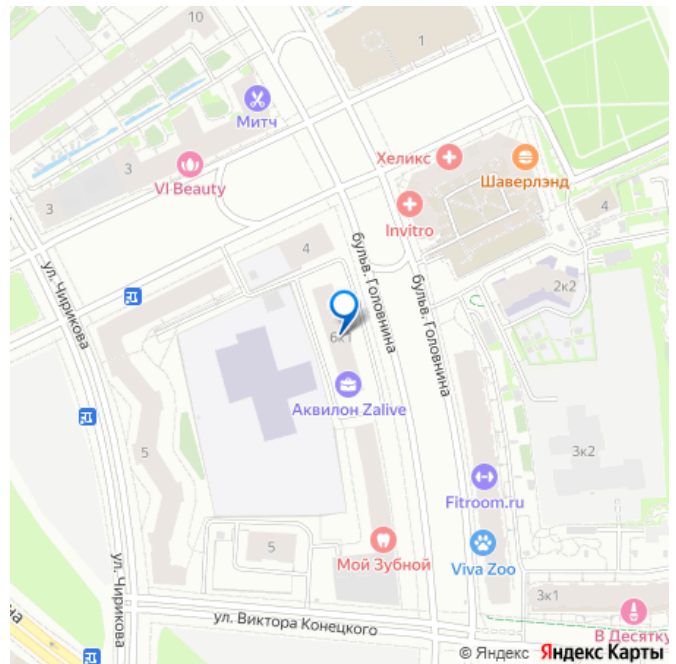 10
1
Митч
Хеликс
3
VI Beauty
Шаверлэнд
3
4
Invitro
4
бульв. Головнина
ул. Чирикова
бульв. Головнина
2к2
6к1
Аквилон Zalive
5
3к2
Fitroom.ru
5
Мой Зубной
Viva Zoo
ул. Чирикова
3к1
ул. Виктора Конецкого
В Десятку
© Яндекс Яндекс Карты